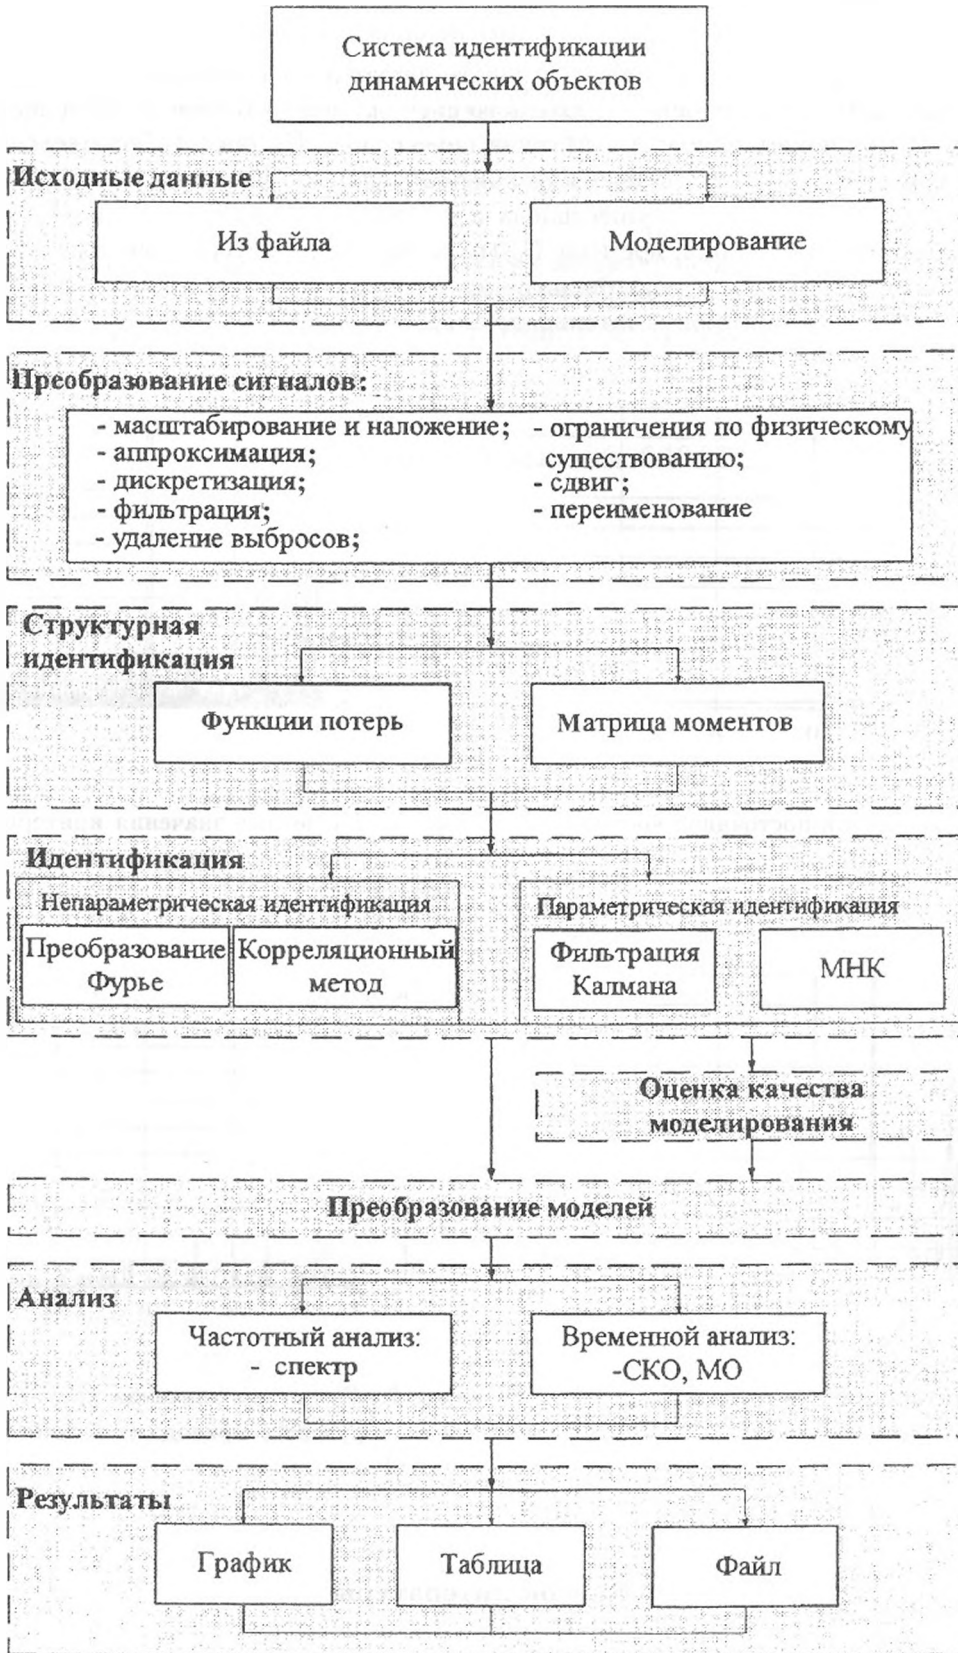 Система идентификации
динамических объектов
Исходные данные
Из файла
Моделирование
Преобразование сигналов:
- масштабирование и наложение;
- аппроксимация;
- дискретизация;
- фильтрация;
- удаление выбросов;
- ограничения по физическому
существованию;
- сдвиг;
- переименование
Структурная
идентификация
Функции потерь
Матрица моментов
Идентификация
Непараметрическая идентификация
Преобразование
Фурье
Корреляционный
метод
Параметрическая идентификация
Фильтрация
Калмана
МНК
Оценка качества
моделирования
Преобразование моделей
Анализ
Частотный анализ:
- спектр
Временной анализ:
-СКО, МО
Результаты
График
Таблица
Файл